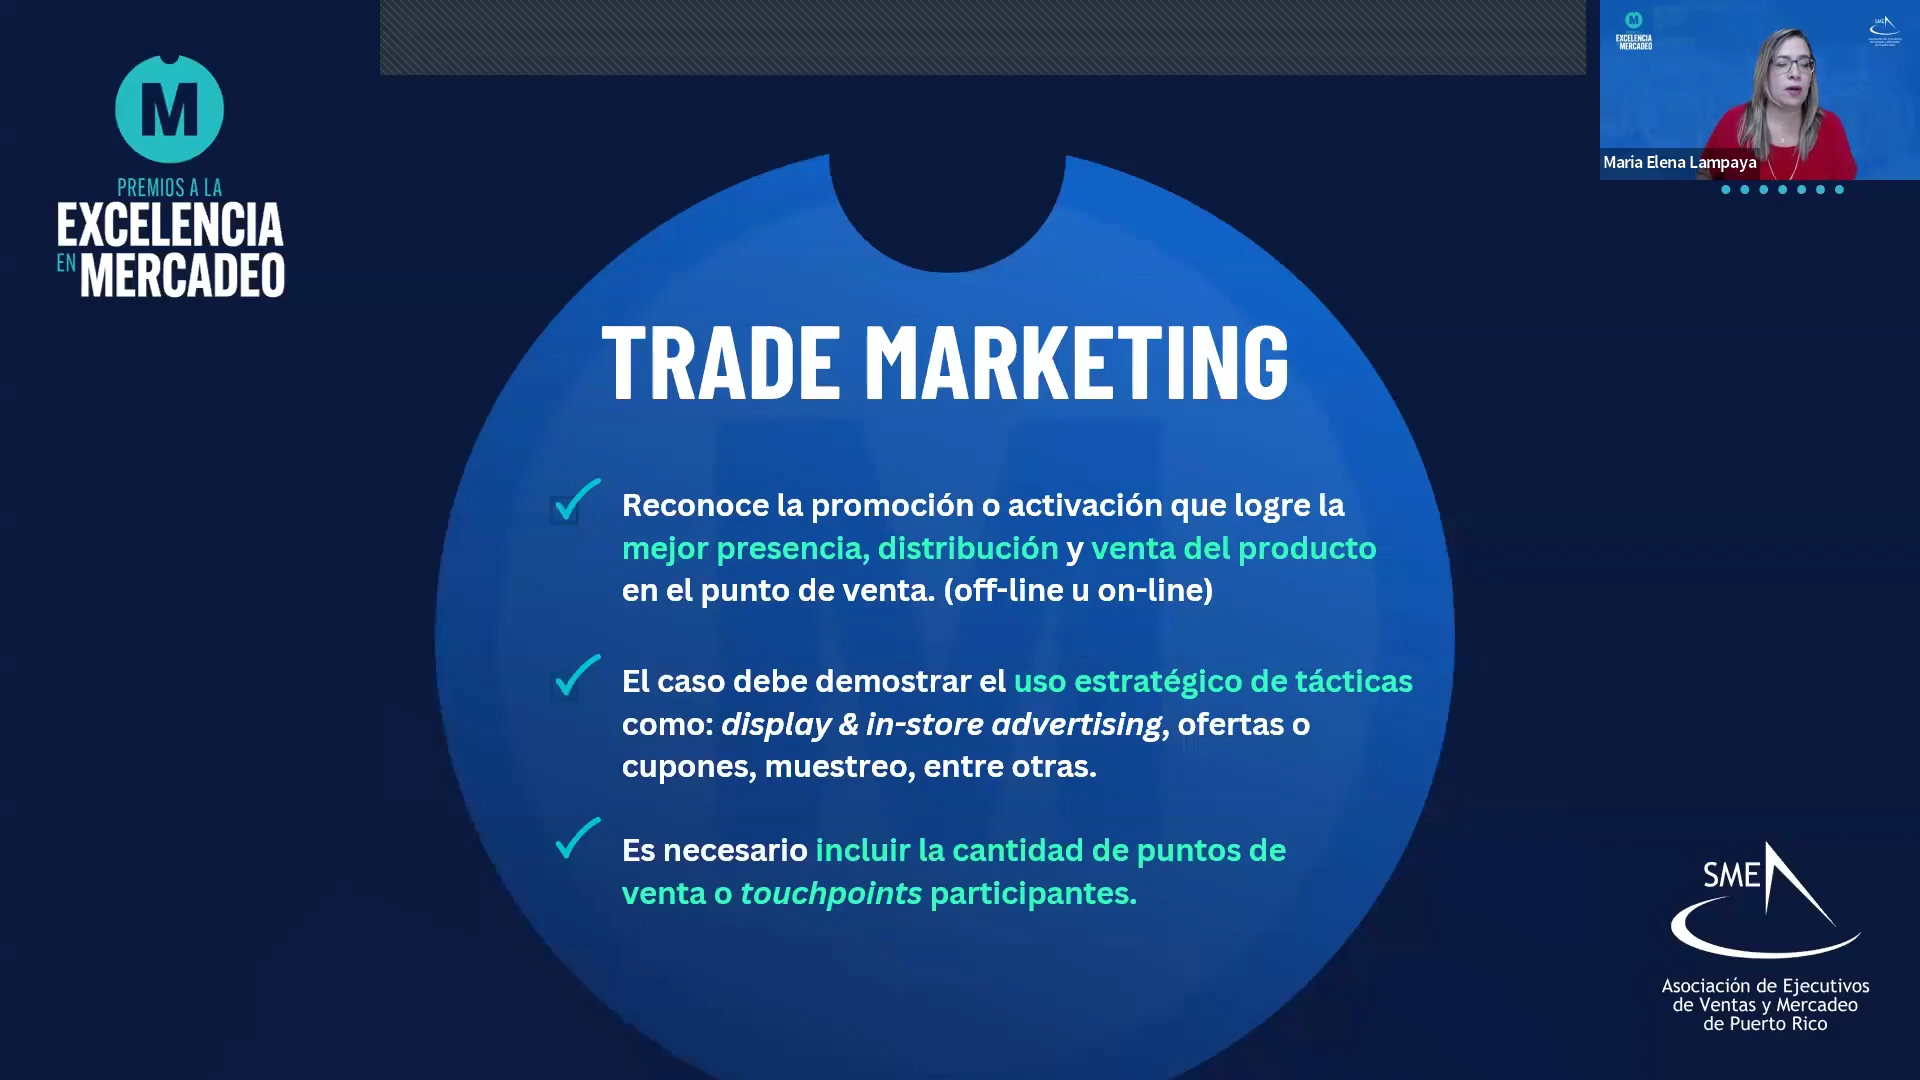 M
PREMIOS A LA
EXCELENCIA
EN MERCADEO
M
EXCELENCIA
MERCADEO
SME
Maria Elena Lampaya
TRADE MARKETING
Reconoce la promoción o activación que logre la
mejor presencia, distribución y venta del producto
en el punto de venta. (off-line u on-line)
El caso debe demostrar el uso estratégico de tácticas
como: display & in-store advertising, ofertas o
cupones, muestreo, entre otras.
Es necesario incluir la cantidad de puntos de
venta o touchpoints participantes.
SME
Asociación de Ejecutivos
de Ventas y Mercadeo
de Puerto Rico